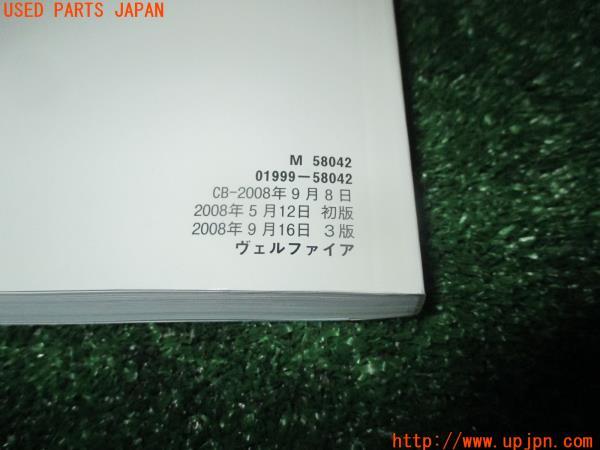 USED PARTS JAPAN
M 58042
01999-58042
CB-2008年9月8日
2008年5月12日 初版
2008年9月16日 3版
ヴェルファイア
http://www.upjpn.com